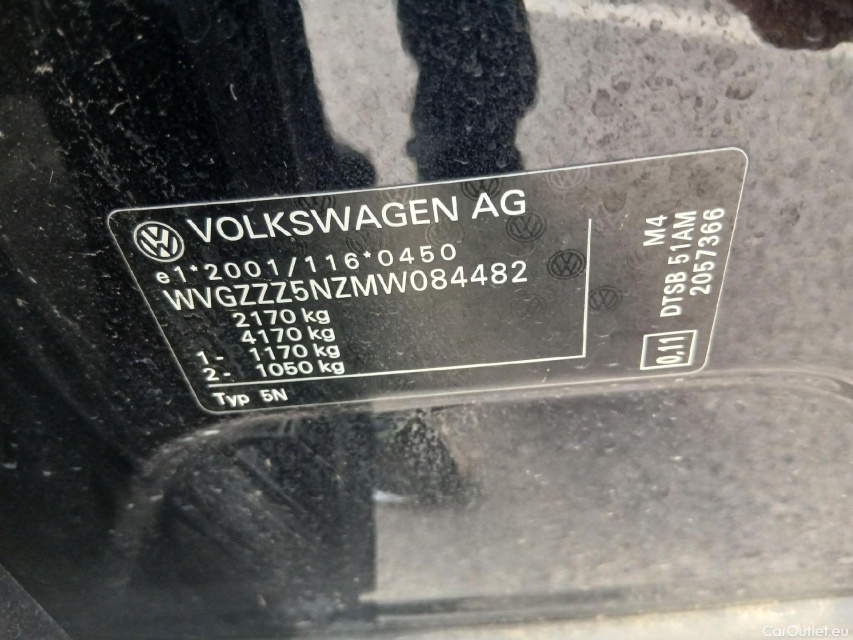 VOLKSWAGEN AG
e1*2001/116*0450
WVGZZZ5NZMW084482
2170 kg
4170 kg
1 - 1170 kg
2 - 1050 kg
Typ 5N
M4
DTSB 51AM
2057366
0,11
CarOutlet.eu